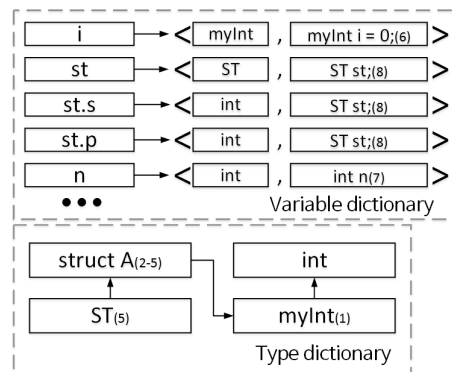 i < myInt , myInt i = 0;(6) >
st < ST , ST st;(8) >
st.s < int , ST st;(8) >
st.p < int , ST st;(8) >
n < int , int n(7) >
•••
Variable dictionary
struct A(2-5) int
ST(5) myInt(1)
Type dictionary